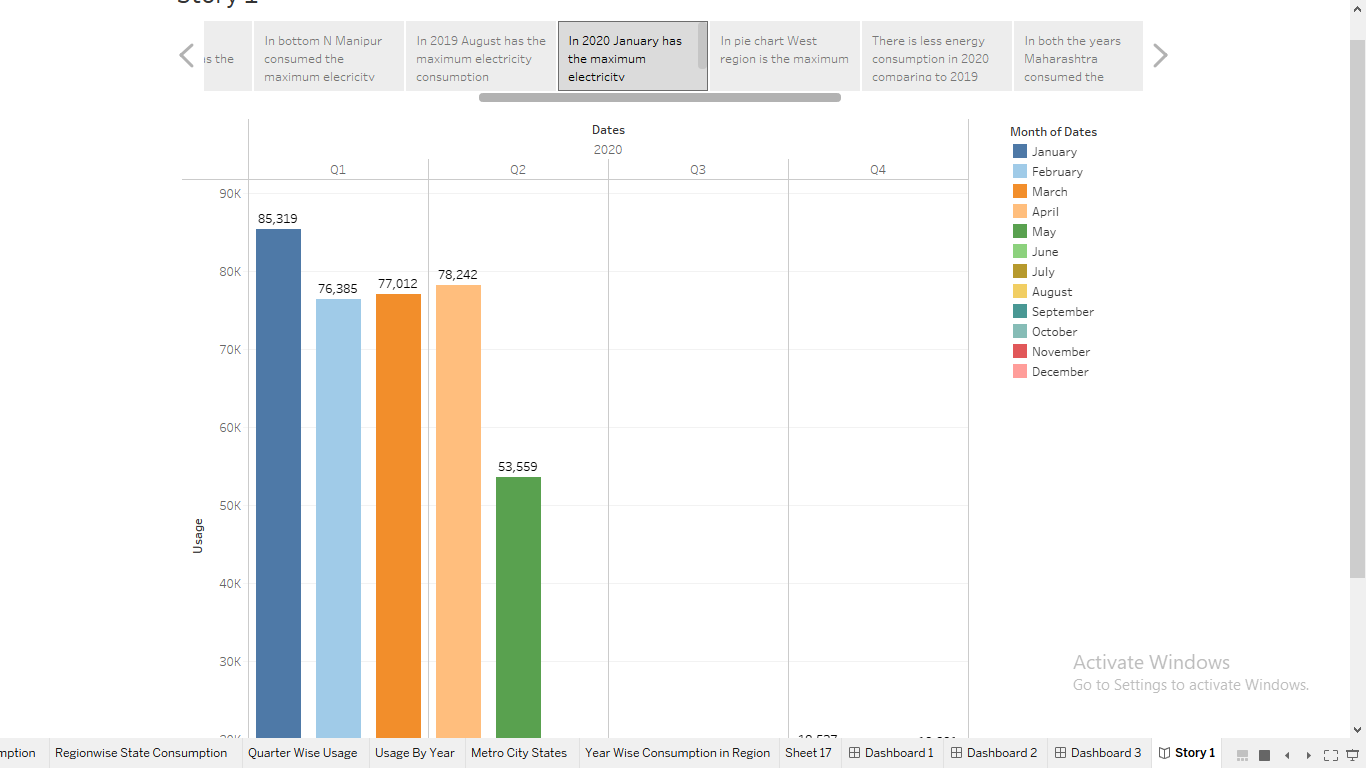 Story 1
as the
In bottom N Manipur
consumed the
maximum elecricity
In 2019 August has the
maximum electricity
consumption
In 2020 January has
the maximum
electricity
In pie chart West
region is the maximum
There is less energy
consumption in 2020
comparing to 2019
In both the years
Maharashtra
consumed the
Dates
2020
Q1 Q2 Q3 Q4
90K
80K
70K
60K
50K
40K
30K
20K
Usage
85,319
76,385
77,012
78,242
53,559
Month of Dates
January
February
March
April
May
June
July
August
September
October
November
December
Activate Windows
Go to Settings to activate Windows.
mption Regionwise State Consumption Quarter Wise Usage Usage By Year Metro City States Year Wise Consumption in Region Sheet 17 Dashboard 1 Dashboard 2 Dashboard 3 Story 1